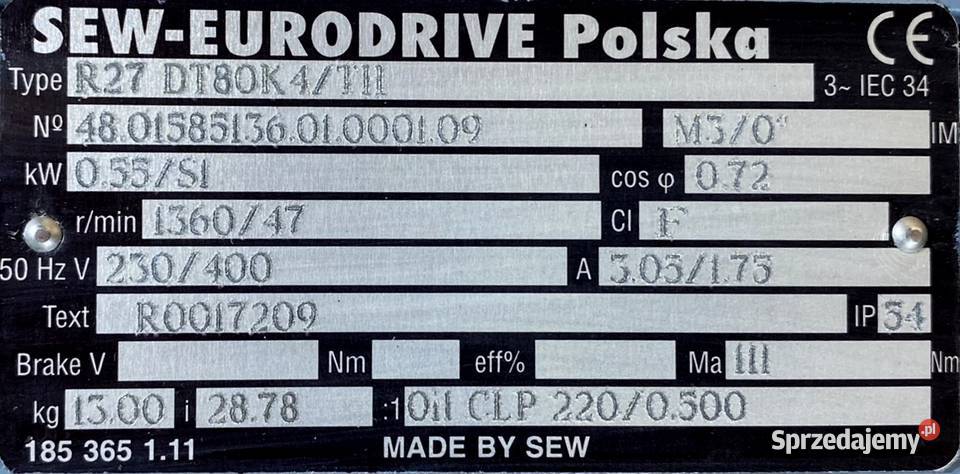 SEW-EURODRIVE Polska CE
Type R27 DT80K4/TH 3~ IEC 34
Nº 48.01585136.01.0001.09 M3/0° IM
kW 0.55/S1 cos φ 0.72
r/min 1360/47 Cl F
50 Hz V 230/400 A 3.05/1.75
Text R0017209 IP 54
Brake V Nm eff% Ma 111 Nm
kg 13.00 i 28.78 :1 Oil CLP 220/0.500
185 365 1.11 MADE BY SEW
Sprzedajemy.pl